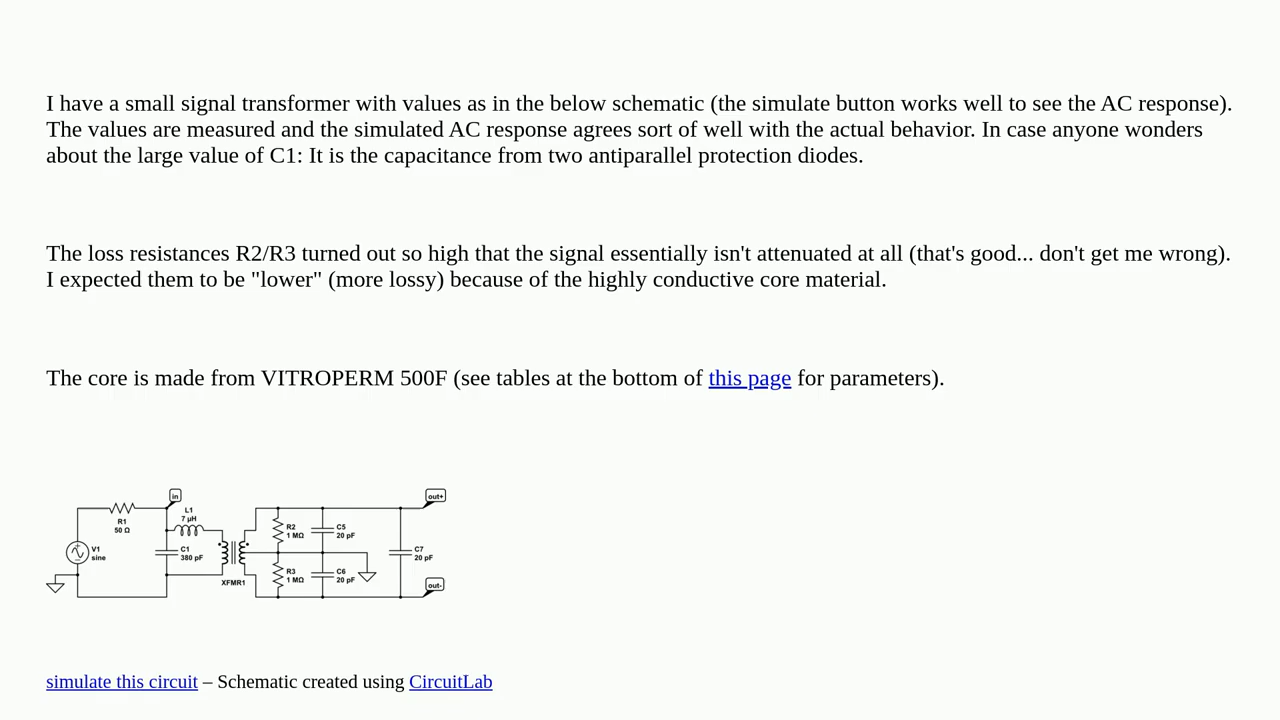 I have a small signal transformer with values as in the below schematic (the simulate button works well to see the AC response).
The values are measured and the simulated AC response agrees sort of well with the actual behavior. In case anyone wonders
about the large value of C1: It is the capacitance from two antiparallel protection diodes.
The loss resistances R2/R3 turned out so high that the signal essentially isn't attenuated at all (that's good... don't get me wrong).
I expected them to be "lower" (more lossy) because of the highly conductive core material.
The core is made from VITROPERM 500F (see tables at the bottom of this page for parameters).
in
out+
L1
7 µH
R1
50 Ω
R2
1 MΩ
C5
20 pF
V1
sine
C1
380 pF
C7
20 pF
R3
1 MΩ
C6
20 pF
XFMR1
out-
simulate this circuit – Schematic created using CircuitLab